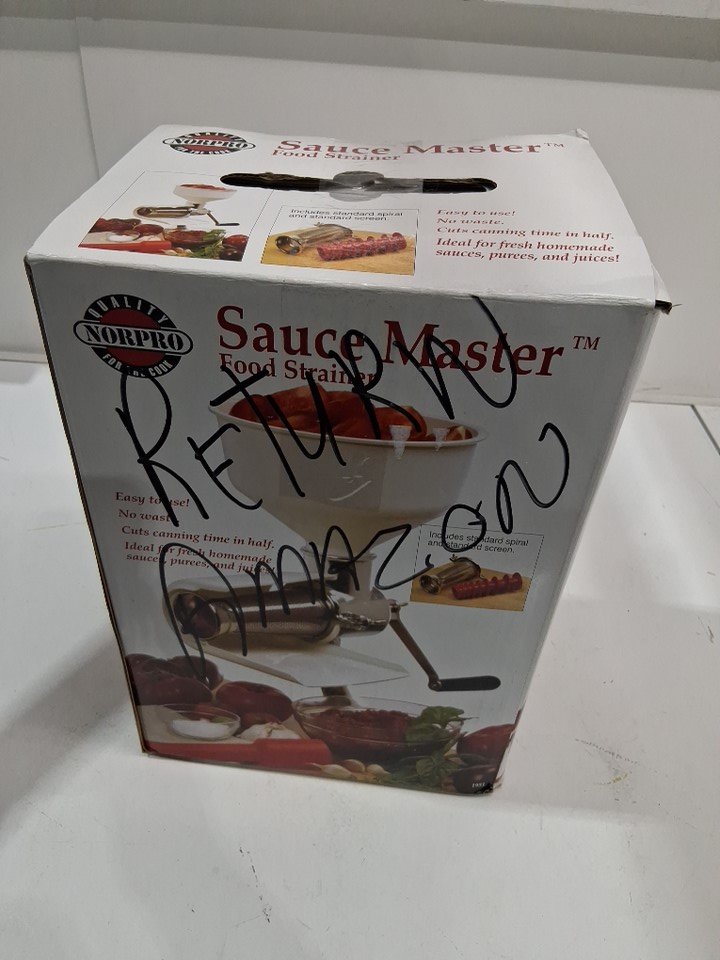 NORPRO
Sauce Master™
Food Strainer
Includes standard spiral
and standard screen.
Easy to use!
No waste.
Cuts canning time in half.
Ideal for fresh homemade
sauces, purees, and juices!
QUALITY
NORPRO
FOR THE COOK
Sauce Master™
Food Strainer
RETURN
AMAZON
Easy to use!
No waste.
Cuts canning time in half.
Ideal for fresh homemade
sauces, purees, and juices!
Includes standard spiral
and standard screen.